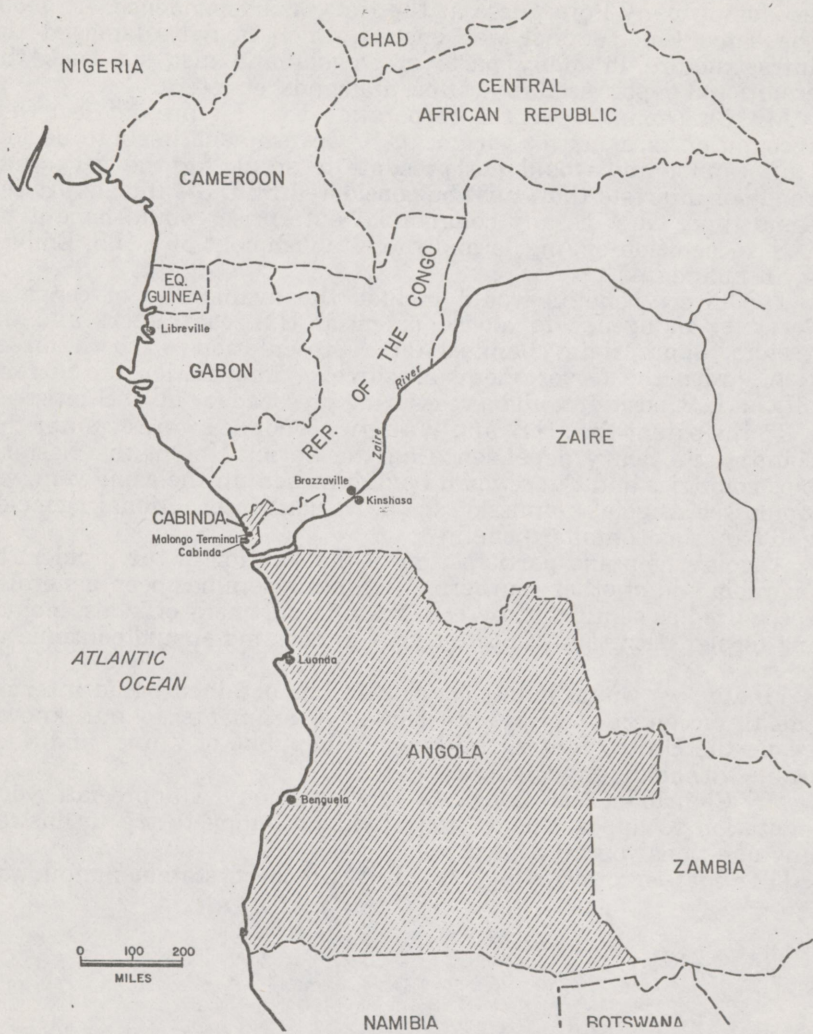 CHAD
NIGERIA
CENTRAL
AFRICAN REPUBLIC
CAMEROON
EQ.
GUINEA
Libreville
GABON
REP. OF THE CONGO
Zaire River
ZAIRE
Brazzaville
Kinshasa
CABINDA
Malongo Terminal
Cabinda
ATLANTIC
OCEAN
Luanda
ANGOLA
Benguela
ZAMBIA
0 100 200
MILES
NAMIBIA
BOTSWANA